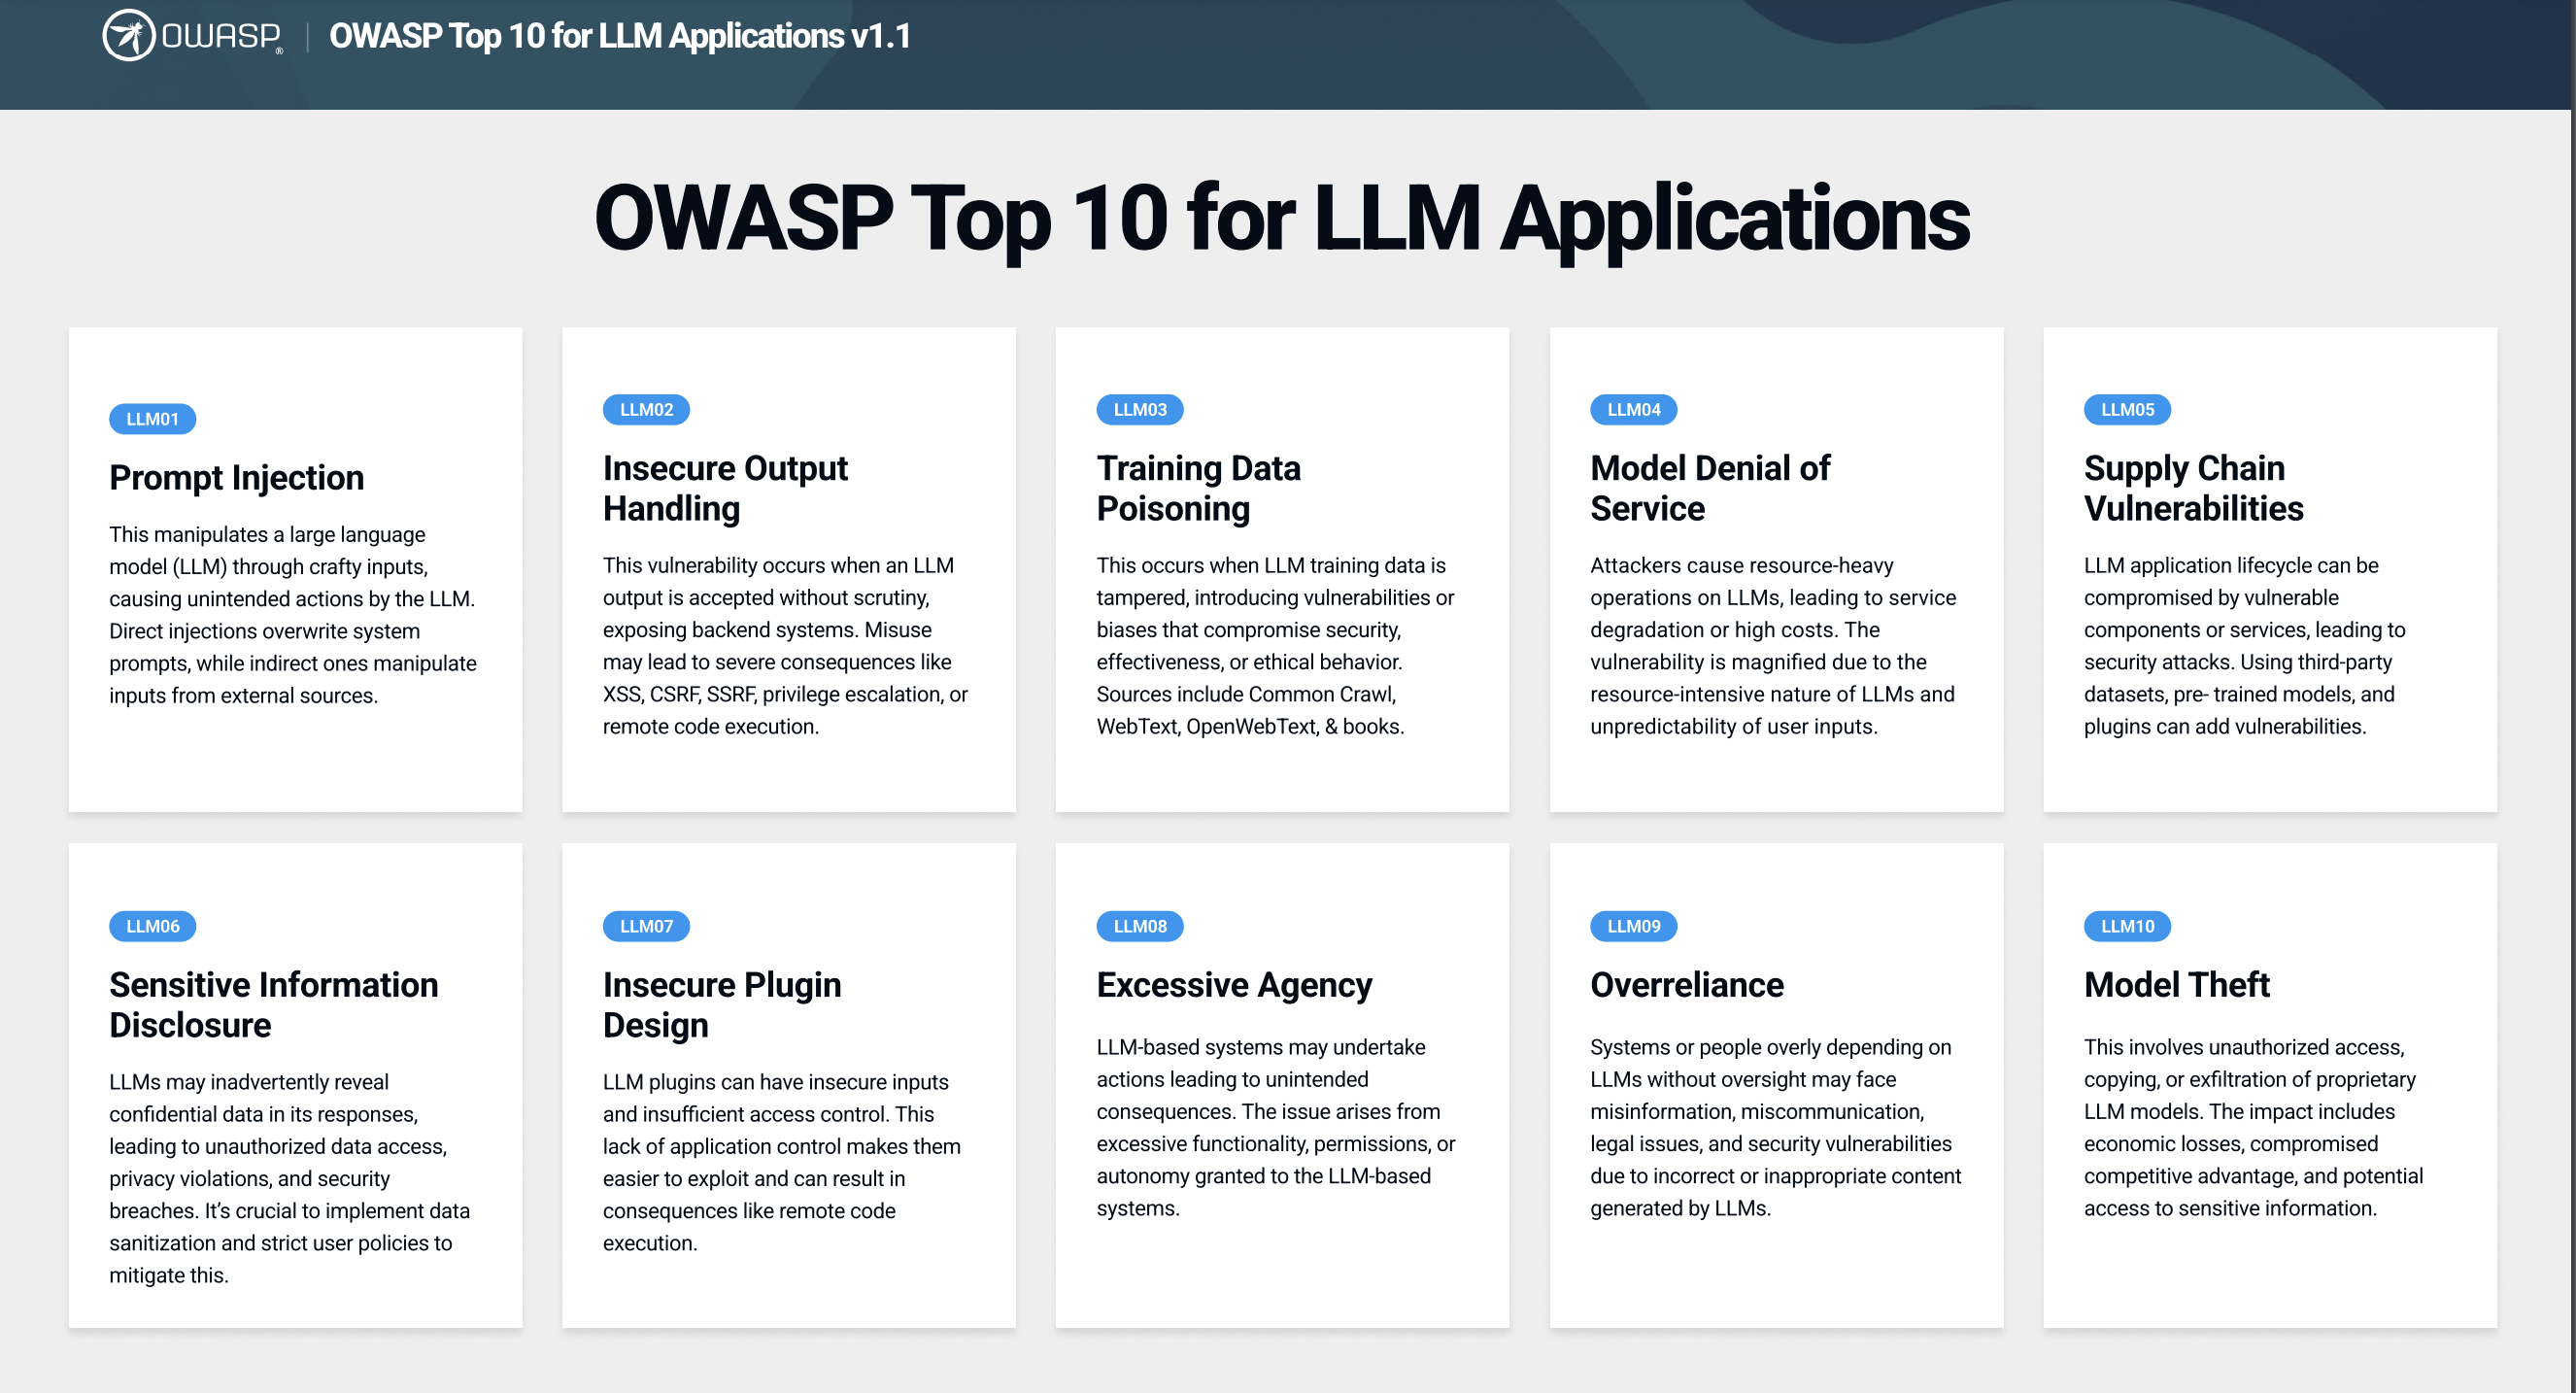 OWASP® OWASP Top 10 for LLM Applications v1.1
OWASP Top 10 for LLM Applications
LLM01
Prompt Injection
This manipulates a large language
model (LLM) through crafty inputs,
causing unintended actions by the LLM.
Direct injections overwrite system
prompts, while indirect ones manipulate
inputs from external sources.
LLM02
Insecure Output
Handling
This vulnerability occurs when an LLM
output is accepted without scrutiny,
exposing backend systems. Misuse
may lead to severe consequences like
XSS, CSRF, SSRF, privilege escalation, or
remote code execution.
LLM03
Training Data
Poisoning
This occurs when LLM training data is
tampered, introducing vulnerabilities or
biases that compromise security,
effectiveness, or ethical behavior.
Sources include Common Crawl,
WebText, OpenWebText, & books.
LLM04
Model Denial of
Service
Attackers cause resource-heavy
operations on LLMs, leading to service
degradation or high costs. The
vulnerability is magnified due to the
resource-intensive nature of LLMs and
unpredictability of user inputs.
LLM05
Supply Chain
Vulnerabilities
LLM application lifecycle can be
compromised by vulnerable
components or services, leading to
security attacks. Using third-party
datasets, pre- trained models, and
plugins can add vulnerabilities.
LLM06
Sensitive Information
Disclosure
LLMs may inadvertently reveal
confidential data in its responses,
leading to unauthorized data access,
privacy violations, and security
breaches. It’s crucial to implement data
sanitization and strict user policies to
mitigate this.
LLM07
Insecure Plugin
Design
LLM plugins can have insecure inputs
and insufficient access control. This
lack of application control makes them
easier to exploit and can result in
consequences like remote code
execution.
LLM08
Excessive Agency
LLM-based systems may undertake
actions leading to unintended
consequences. The issue arises from
excessive functionality, permissions, or
autonomy granted to the LLM-based
systems.
LLM09
Overreliance
Systems or people overly depending on
LLMs without oversight may face
misinformation, miscommunication,
legal issues, and security vulnerabilities
due to incorrect or inappropriate content
generated by LLMs.
LLM10
Model Theft
This involves unauthorized access,
copying, or exfiltration of proprietary
LLM models. The impact includes
economic losses, compromised
competitive advantage, and potential
access to sensitive information.